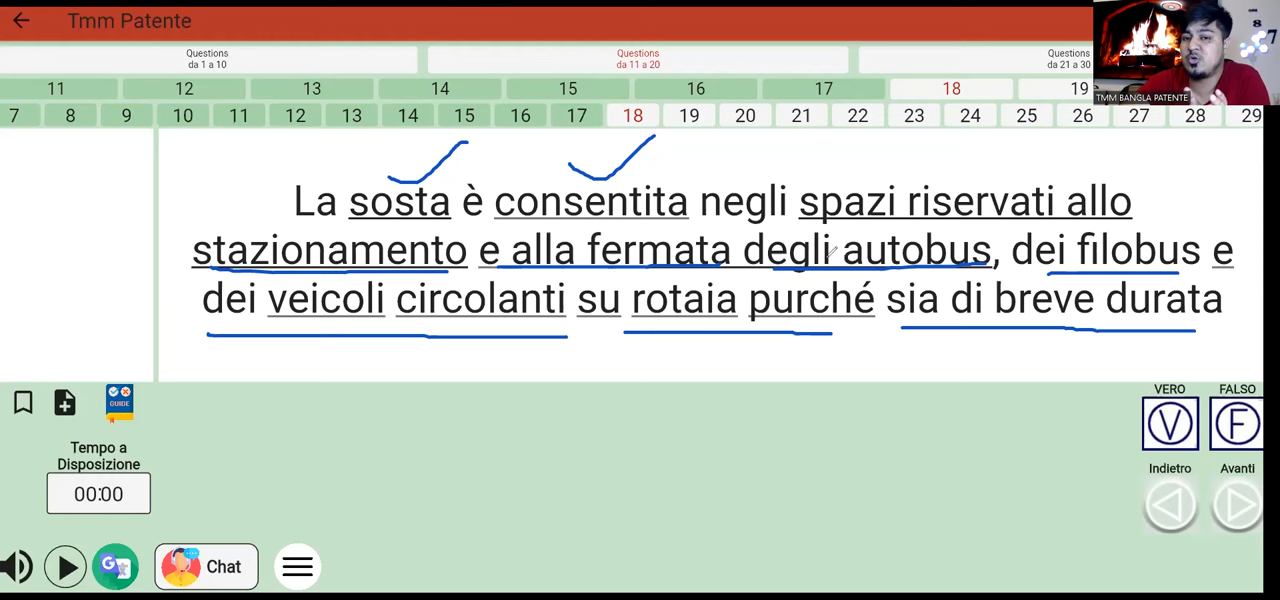 Tmm Patente
Questions
da 1 a 10
Questions
da 11 a 20
Questions
da 21 a 30
8
7
TMM BANGLA PATENTE
11 12 13 14 15 16 17 18 19
7 8 9 10 11 12 13 14 15 16 17 18 19 20 21 22 23 24 25 26 27 28 29
La sosta è consentita negli spazi riservati allo
stazionamento e alla fermata degli autobus, dei filobus e
dei veicoli circolanti su rotaia purché sia di breve durata
GUIDE
VERO FALSO
V F
Tempo a
Disposizione
00:00
Indietro Avanti
G
Chat